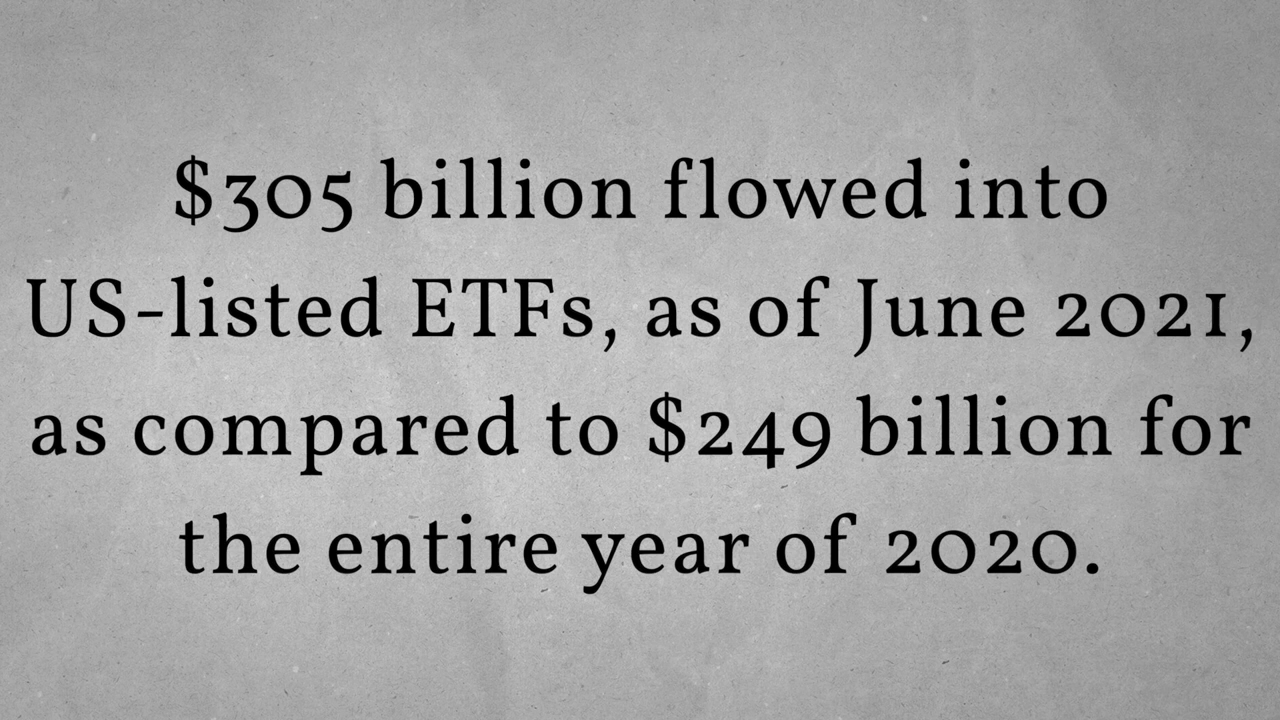 $305 billion flowed into
US-listed ETFs, as of June 2021,
as compared to $249 billion for
the entire year of 2020.